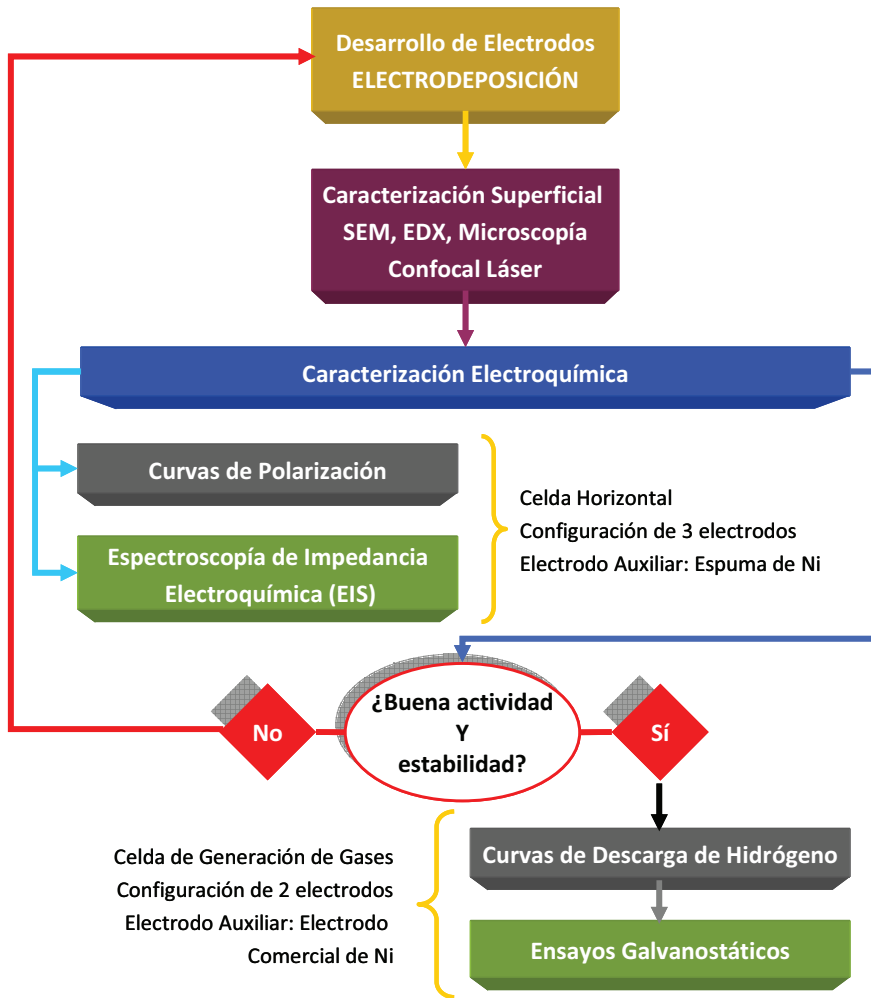 Desarrollo de Electrodos
ELECTRODEPOSICIÓN
Caracterización Superficial
SEM, EDX, Microscopía
Confocal Láser
Caracterización Electroquímica
Curvas de Polarización
Espectroscopía de Impedancia
Electroquímica (EIS)
Celda Horizontal
Configuración de 3 electrodos
Electrodo Auxiliar: Espuma de Ni
¿Buena actividad
Y
estabilidad?
No
Sí
Celda de Generación de Gases
Configuración de 2 electrodos
Electrodo Auxiliar: Electrodo
Comercial de Ni
Curvas de Descarga de Hidrógeno
Ensayos Galvanostáticos